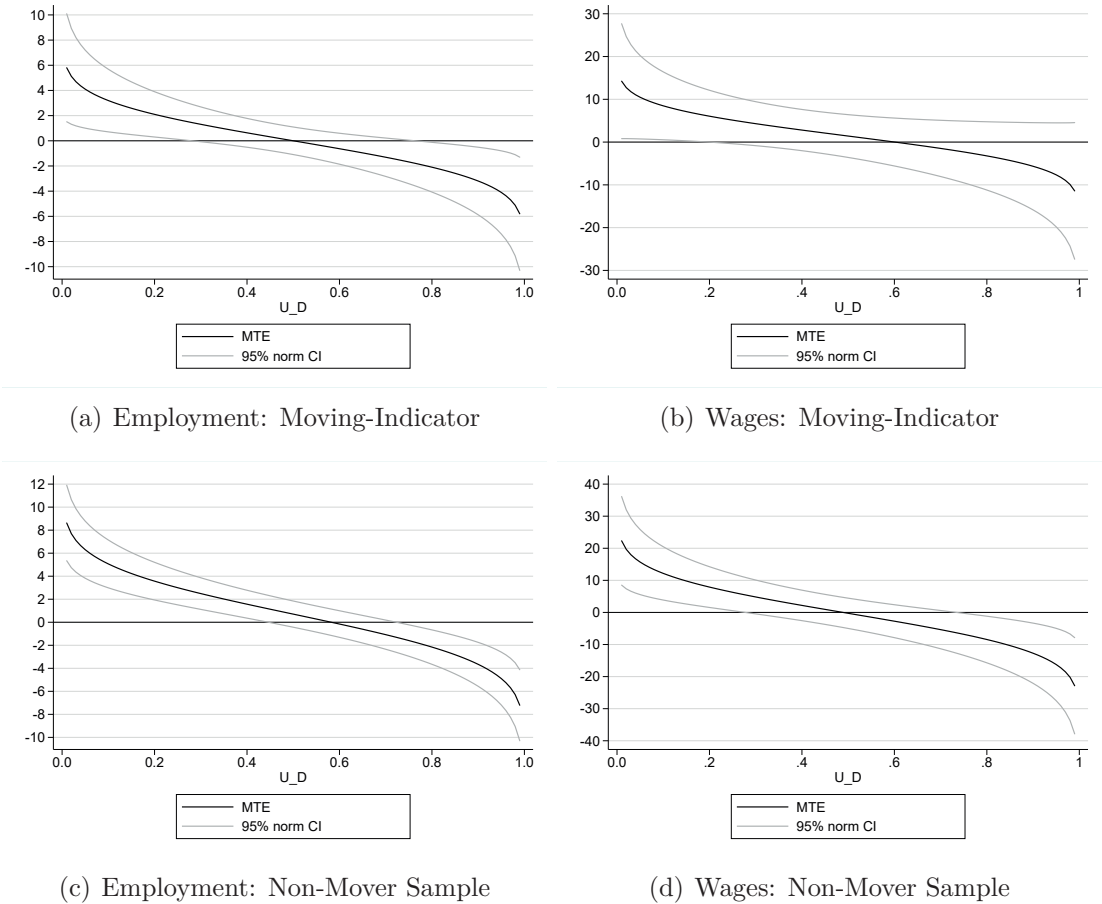 10
8
6
4
2
0
-2
-4
-6
-8
-10
0.0 0.2 0.4 0.6 0.8 1.0
U_D
MTE
95% norm CI
(a) Employment: Moving-Indicator
30
20
10
0
-10
-20
-30
0.0 .2 .4 .6 .8 1
U_D
MTE
95% norm CI
(b) Wages: Moving-Indicator
12
10
8
6
4
2
0
-2
-4
-6
-8
-10
0.0 0.2 0.4 0.6 0.8 1.0
U_D
MTE
95% norm CI
(c) Employment: Non-Mover Sample
40
30
20
10
0
-10
-20
-30
-40
0.0 .2 .4 .6 .8 1
U_D
MTE
95% norm CI
(d) Wages: Non-Mover Sample